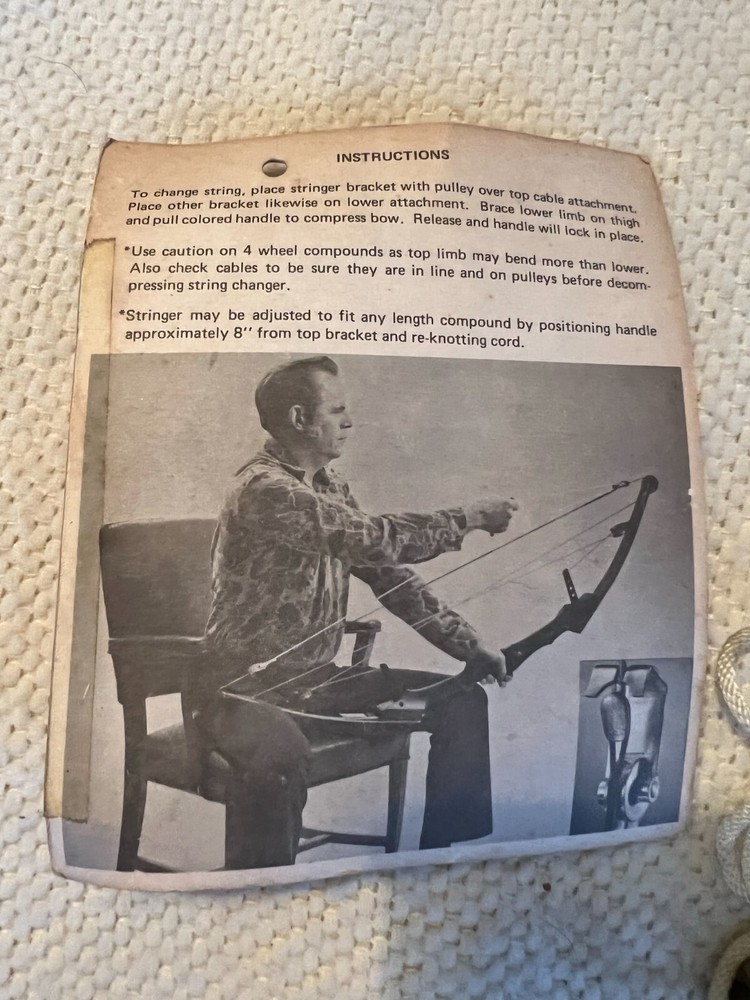 INSTRUCTIONS
To change string, place stringer bracket with pulley over top cable attachment.
Place other bracket likewise on lower attachment. Brace lower limb on thigh
and pull colored handle to compress bow. Release and handle will lock in place.
*Use caution on 4 wheel compounds as top limb may bend more than lower.
Also check cables to be sure they are in line and on pulleys before decom-
pressing string changer.
*Stringer may be adjusted to fit any length compound by positioning handle
approximately 8'' from top bracket and re-knotting cord.